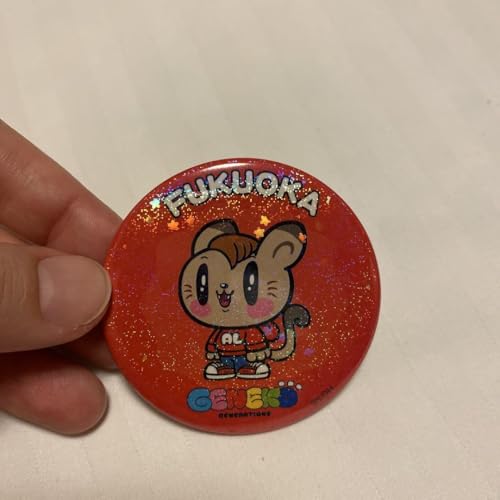 FUKUOKA
AL
GENEKO
GENERATIONS